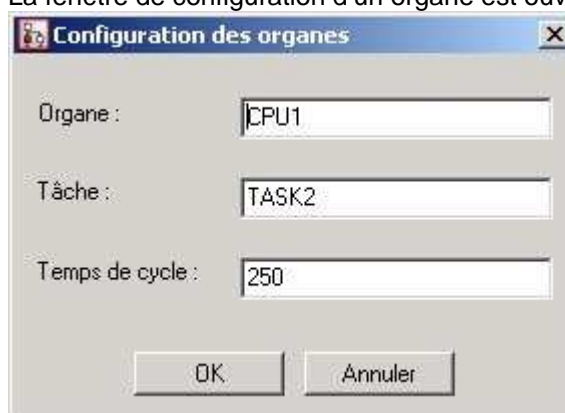 La fenêtre de configuration d'un organe est ouv
Configuration des organes
Organe : CPU1
Tâche : TASK2
Temps de cycle : 250
OK Annuler